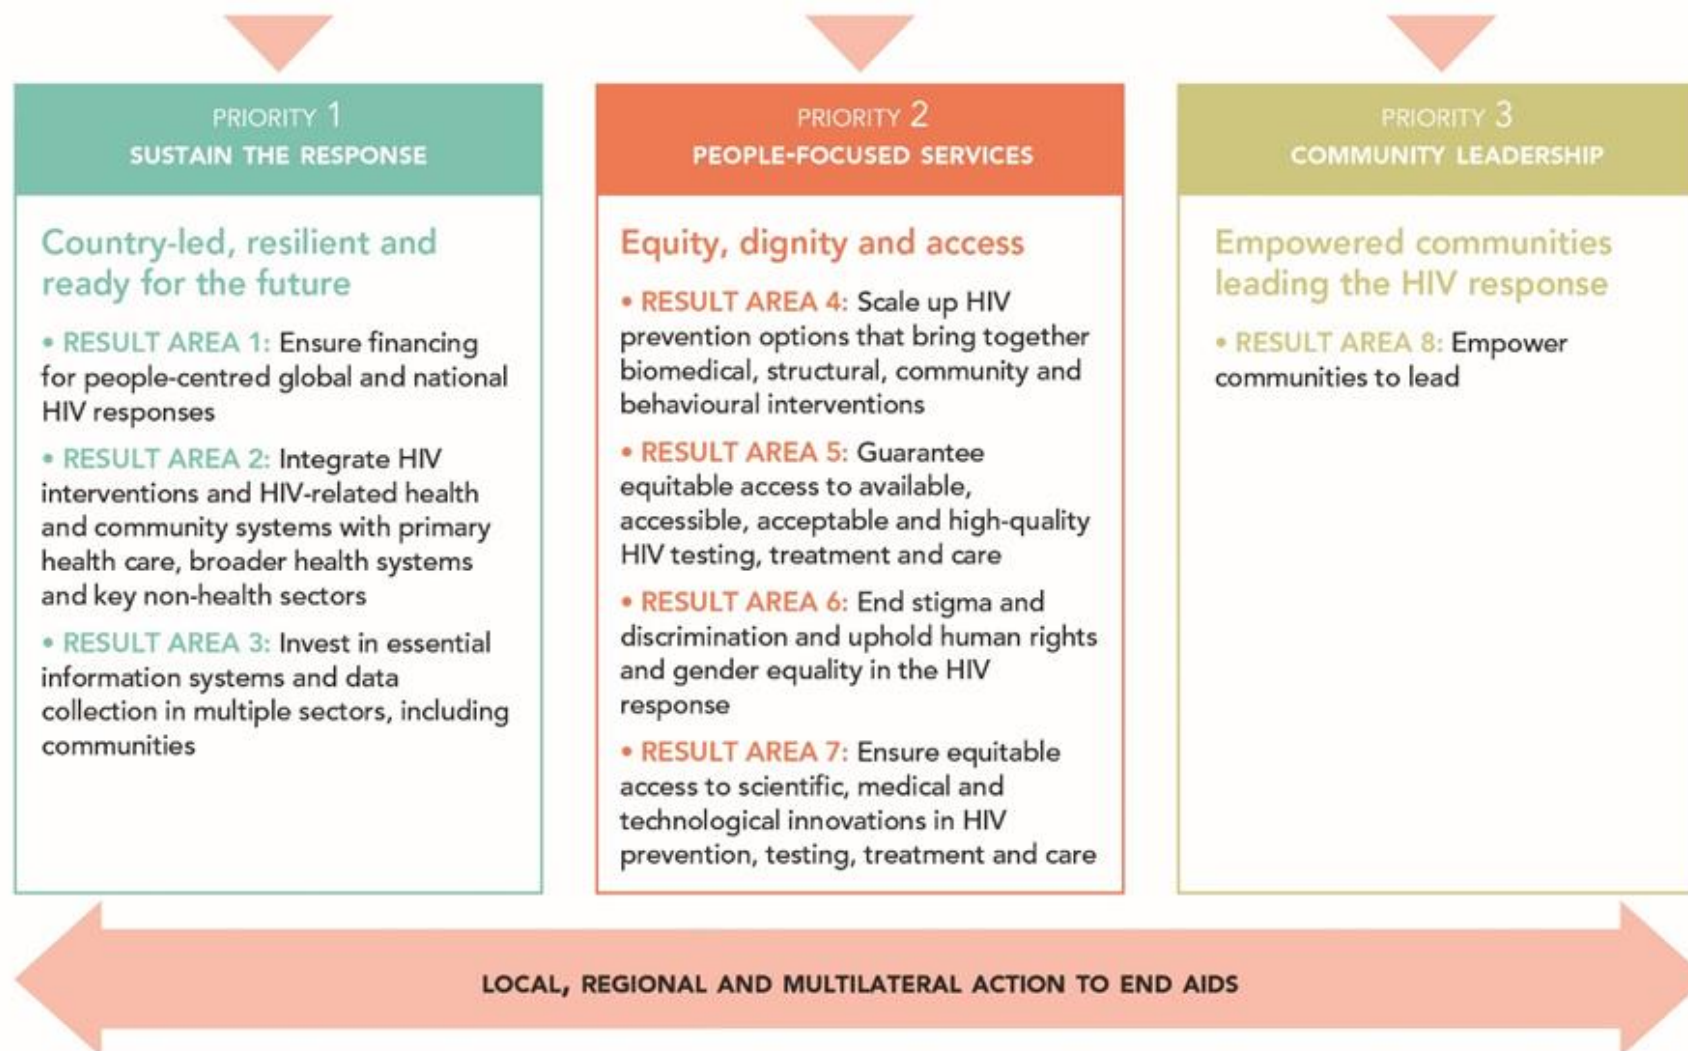 PRIORITY 1
SUSTAIN THE RESPONSE
Country-led, resilient and
ready for the future
• RESULT AREA 1: Ensure financing
for people-centred global and national
HIV responses
• RESULT AREA 2: Integrate HIV
interventions and HIV-related health
and community systems with primary
health care, broader health systems
and key non-health sectors
• RESULT AREA 3: Invest in essential
information systems and data
collection in multiple sectors, including
communities
PRIORITY 2
PEOPLE-FOCUSED SERVICES
Equity, dignity and access
• RESULT AREA 4: Scale up HIV
prevention options that bring together
biomedical, structural, community and
behavioural interventions
• RESULT AREA 5: Guarantee
equitable access to available,
accessible, acceptable and high-quality
HIV testing, treatment and care
• RESULT AREA 6: End stigma and
discrimination and uphold human rights
and gender equality in the HIV
response
• RESULT AREA 7: Ensure equitable
access to scientific, medical and
technological innovations in HIV
prevention, testing, treatment and care
PRIORITY 3
COMMUNITY LEADERSHIP
Empowered communities
leading the HIV response
• RESULT AREA 8: Empower
communities to lead
LOCAL, REGIONAL AND MULTILATERAL ACTION TO END AIDS